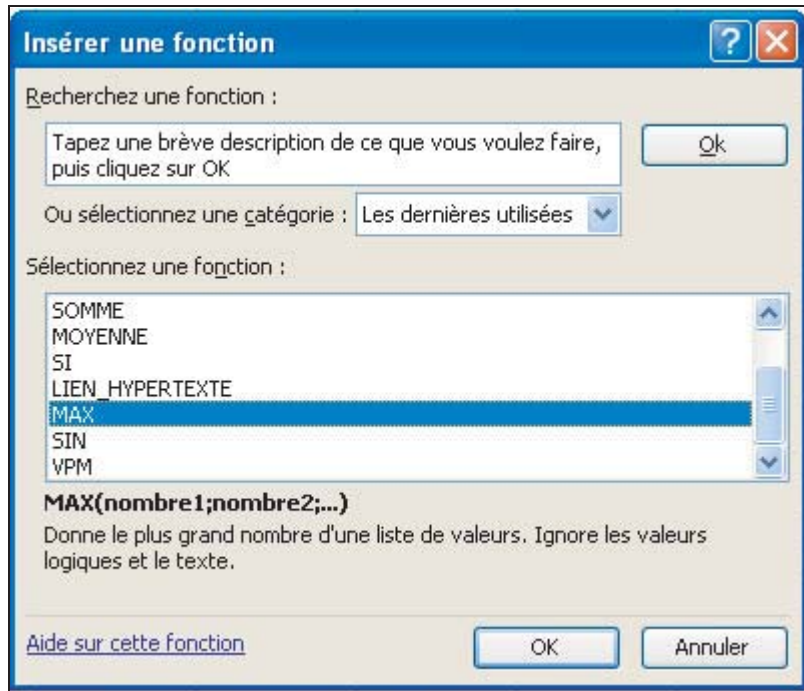 Insérer une fonction
Recherchez une fonction :
Tapez une brève description de ce que vous voulez faire,
puis cliquez sur OK
Ok
Ou sélectionnez une catégorie : Les dernières utilisées
Sélectionnez une fonction :
SOMME
MOYENNE
SI
LIEN_HYPERTEXTE
MAX
SIN
VPM
MAX(nombre1;nombre2;...)
Donne le plus grand nombre d'une liste de valeurs. Ignore les valeurs
logiques et le texte.
Aide sur cette fonction
OK
Annuler